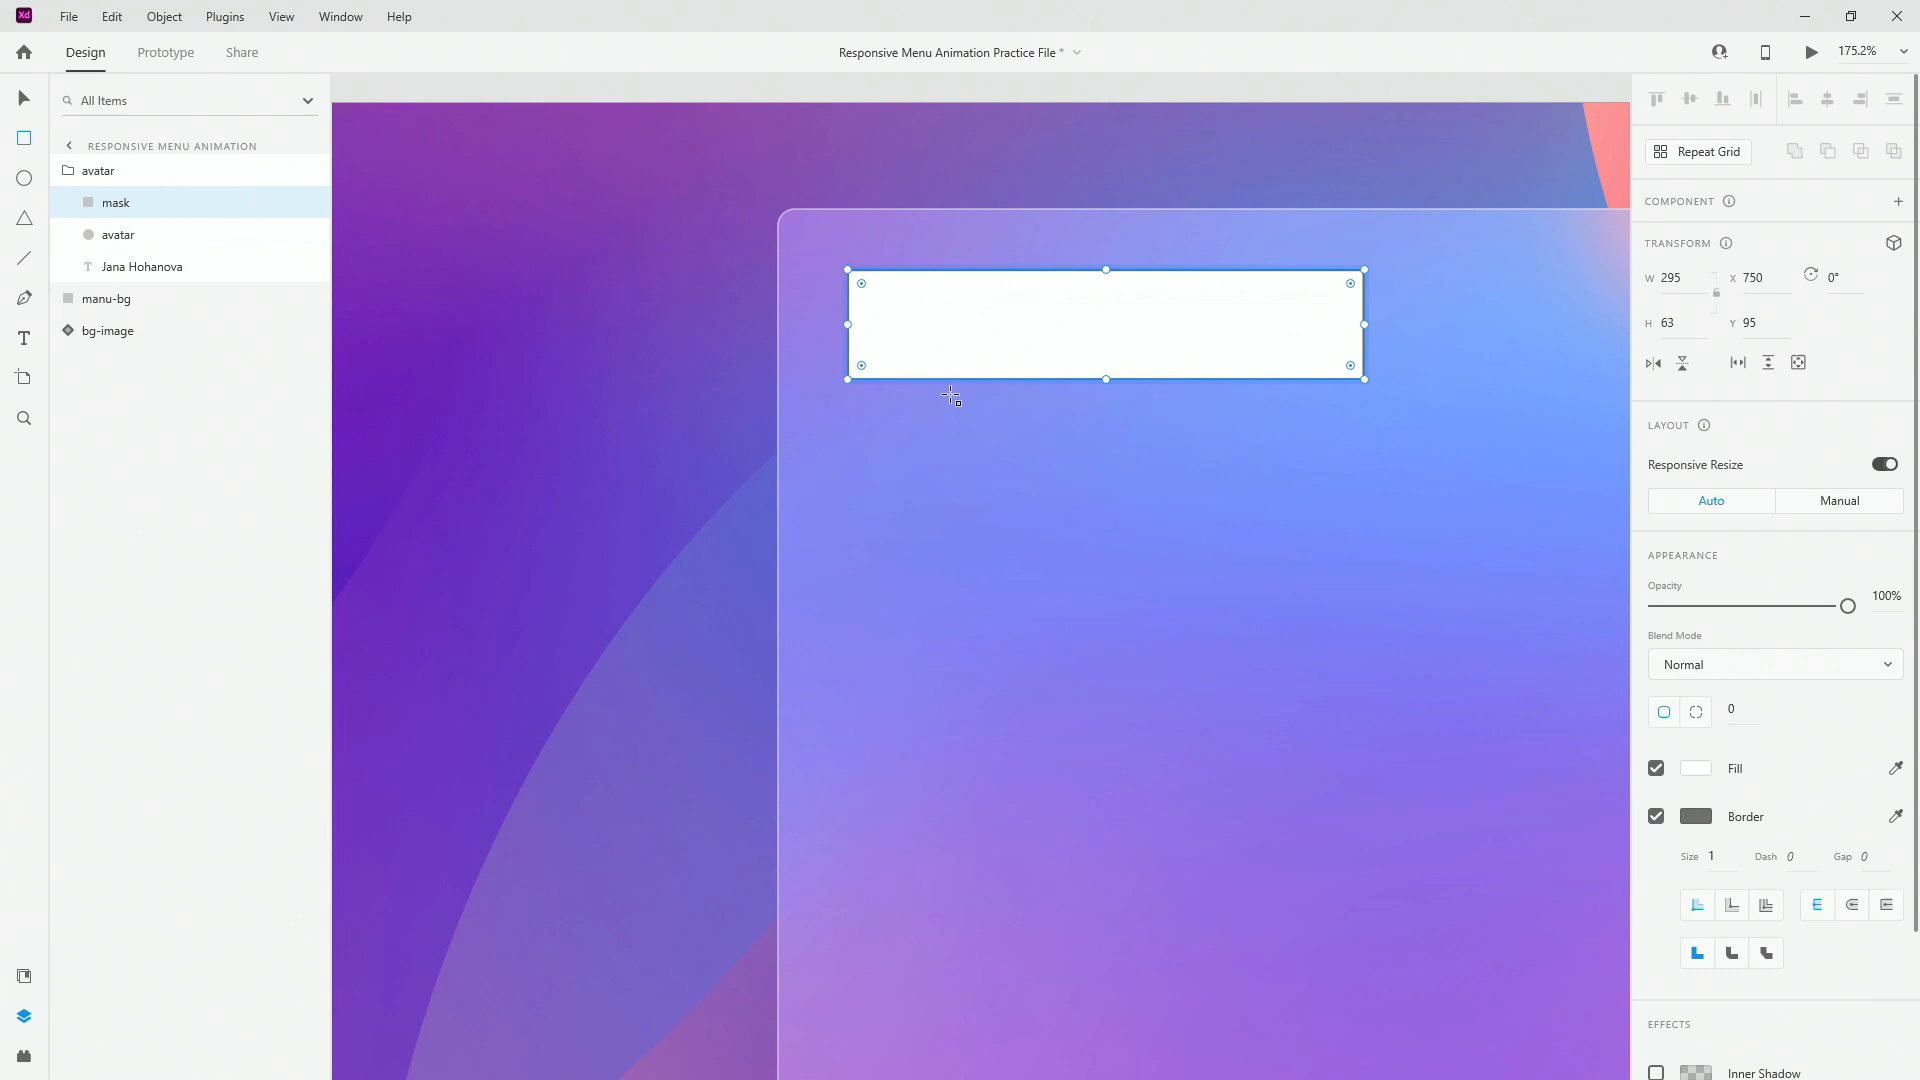 Xd File Edit Object Plugins View Window Help
Design Prototype Share Responsive Menu Animation Practice File * 175.2%
All Items
RESPONSIVE MENU ANIMATION
avatar
mask
avatar
T Jana Hohanova
manu-bg
bg-image
Repeat Grid
COMPONENT
TRANSFORM
W 295 X 750 0°
H 63 Y 95
LAYOUT
Responsive Resize
Auto Manual
APPEARANCE
Opacity
100%
Blend Mode
Normal
0
Fill
Border
Size 1 Dash 0 Gap 0
EFFECTS
Inner Shadow